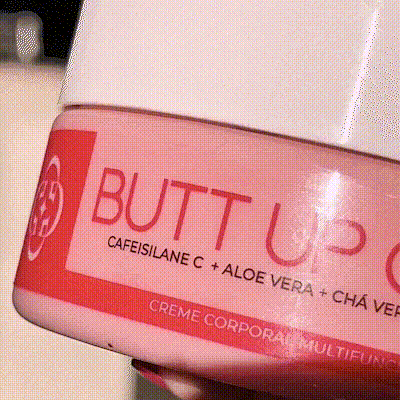 BUTT UP
CAFEISILANE C + ALOE VERA + CHÁ
CREME CORPORAL